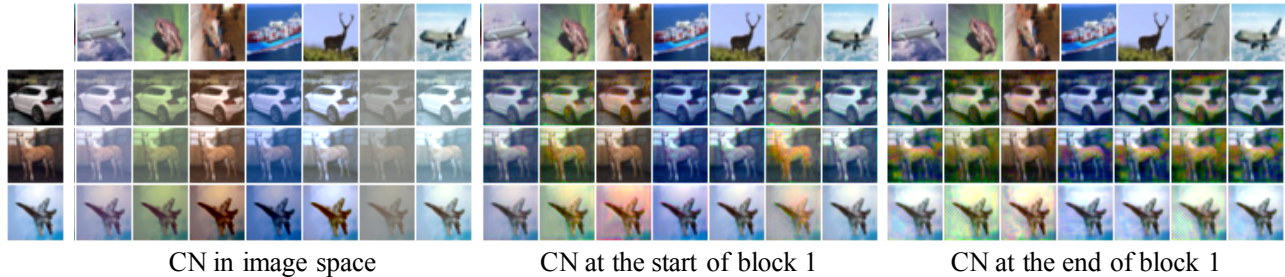 CN in image space
CN at the start of block 1
CN at the end of block 1